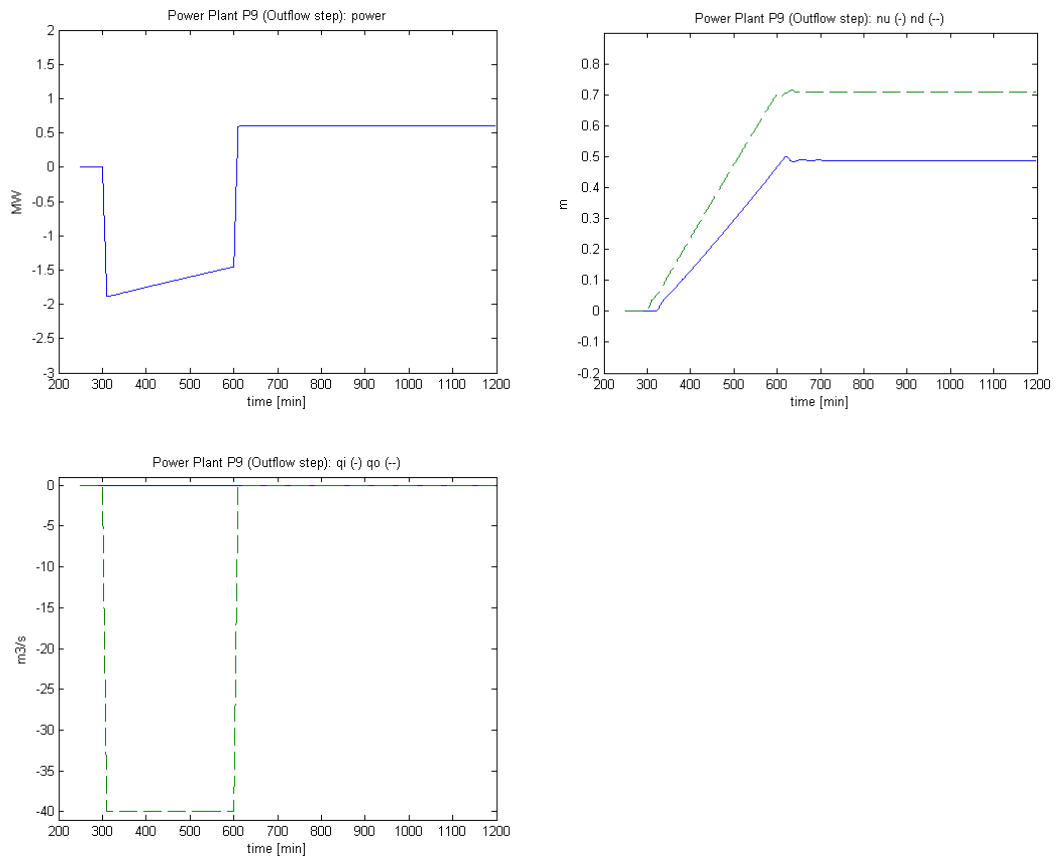 Power Plant P9 (Outflow step): power
2
1.5
1
0.5
0
-0.5
-1
-1.5
-2
-2.5
-3
MW
200 300 400 500 600 700 800 900 1000 1100 1200
time [min]
Power Plant P9 (Outflow step): nu (-) nd (--)
0.8
0.7
0.6
0.5
0.4
0.3
0.2
0.1
0
-0.1
-0.2
m
200 300 400 500 600 700 800 900 1000 1100 1200
time [min]
Power Plant P9 (Outflow step): qi (-) qo (--)
0
-5
-10
-15
-20
-25
-30
-35
-40
m3/s
200 300 400 500 600 700 800 900 1000 1100 1200
time [min]